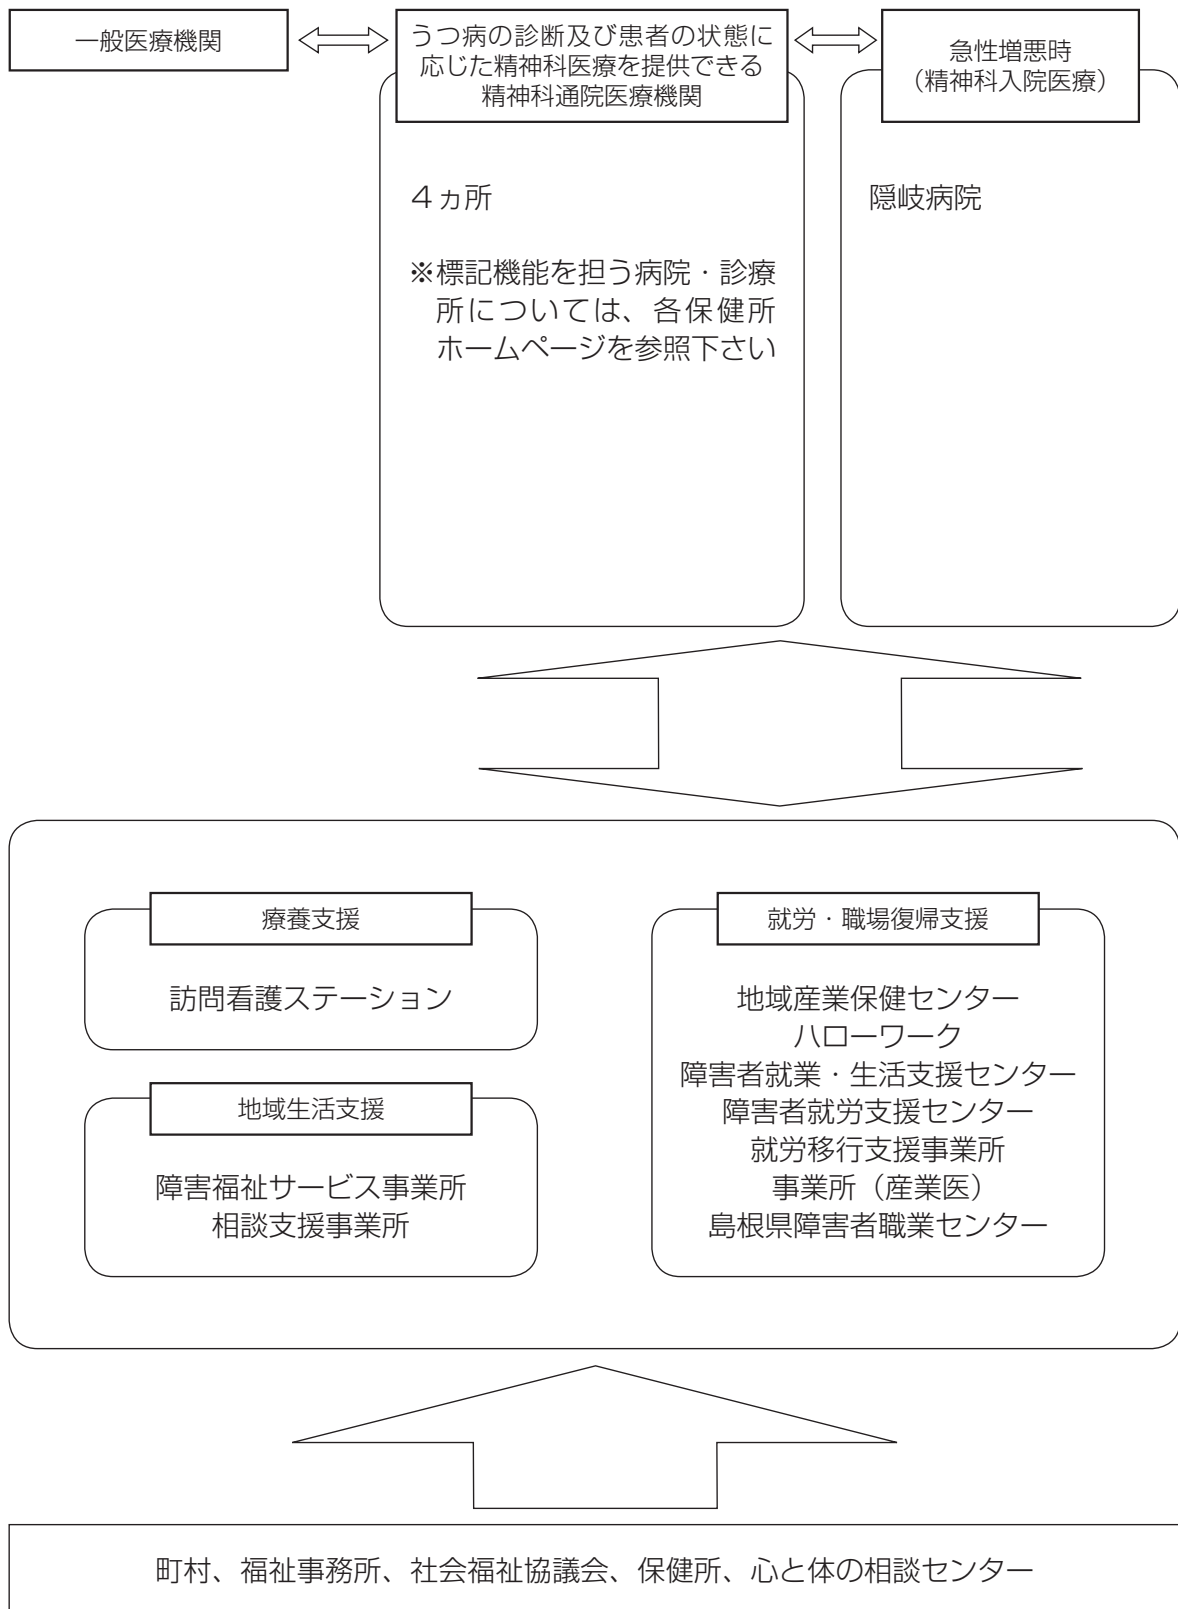 一般医療機関
うつ病の診断及び患者の状態に
応じた精神科医療を提供できる
精神科通院医療機関
急性増悪時
（精神科入院医療）
４ヵ所
※標記機能を担う病院・診療
所については、各保健所
ホームページを参照下さい
隠岐病院
療養支援
訪問看護ステーション
地域生活支援
障害福祉サービス事業所
相談支援事業所
就労・職場復帰支援
地域産業保健センター
ハローワーク
障害者就業・生活支援センター
障害者就労支援センター
就労移行支援事業所
事業所（産業医）
島根県障害者職業センター
町村、福祉事務所、社会福祉協議会、保健所、心と体の相談センター